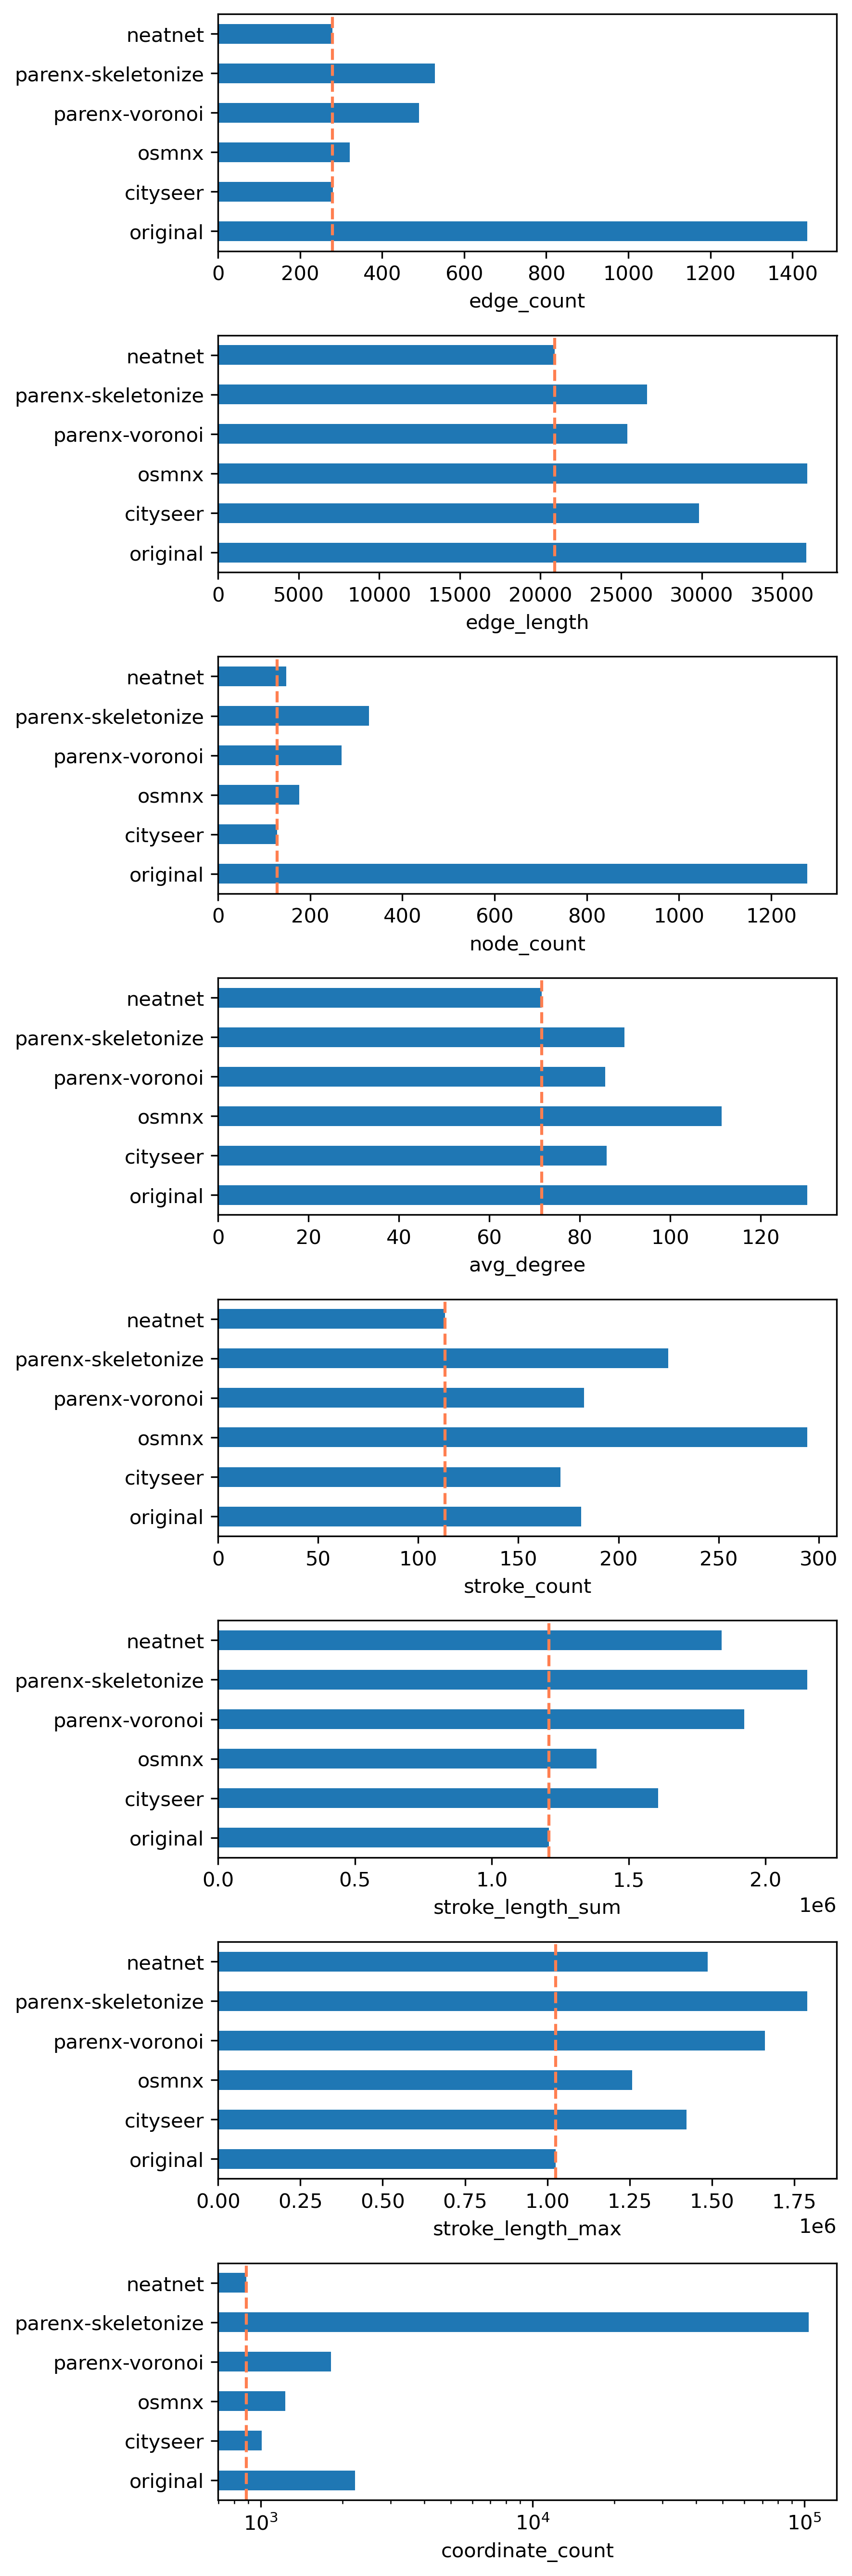 neatnet
parenx-skeletonize
parenx-voronoi
osmnx
cityseer
original
0 200 400 600 800 1000 1200 1400
edge_count
neatnet
parenx-skeletonize
parenx-voronoi
osmnx
cityseer
original
0 5000 10000 15000 20000 25000 30000 35000
edge_length
neatnet
parenx-skeletonize
parenx-voronoi
osmnx
cityseer
original
0 200 400 600 800 1000 1200
node_count
neatnet
parenx-skeletonize
parenx-voronoi
osmnx
cityseer
original
0 20 40 60 80 100 120
avg_degree
neatnet
parenx-skeletonize
parenx-voronoi
osmnx
cityseer
original
0 50 100 150 200 250 300
stroke_count
neatnet
parenx-skeletonize
parenx-voronoi
osmnx
cityseer
original
0.0 0.5 1.0 1.5 2.0
stroke_length_sum 1e6
neatnet
parenx-skeletonize
parenx-voronoi
osmnx
cityseer
original
0.00 0.25 0.50 0.75 1.00 1.25 1.50 1.75
stroke_length_max 1e6
neatnet
parenx-skeletonize
parenx-voronoi
osmnx
cityseer
original
10³ 10⁴ 10⁵
coordinate_count